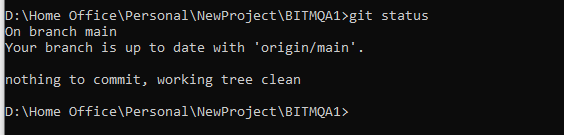 D:\Home Office\Personal\NewProject\BITMQA1>git status
On branch main
Your branch is up to date with 'origin/main'.
nothing to commit, working tree clean
D:\Home Office\Personal\NewProject\BITMQA1>